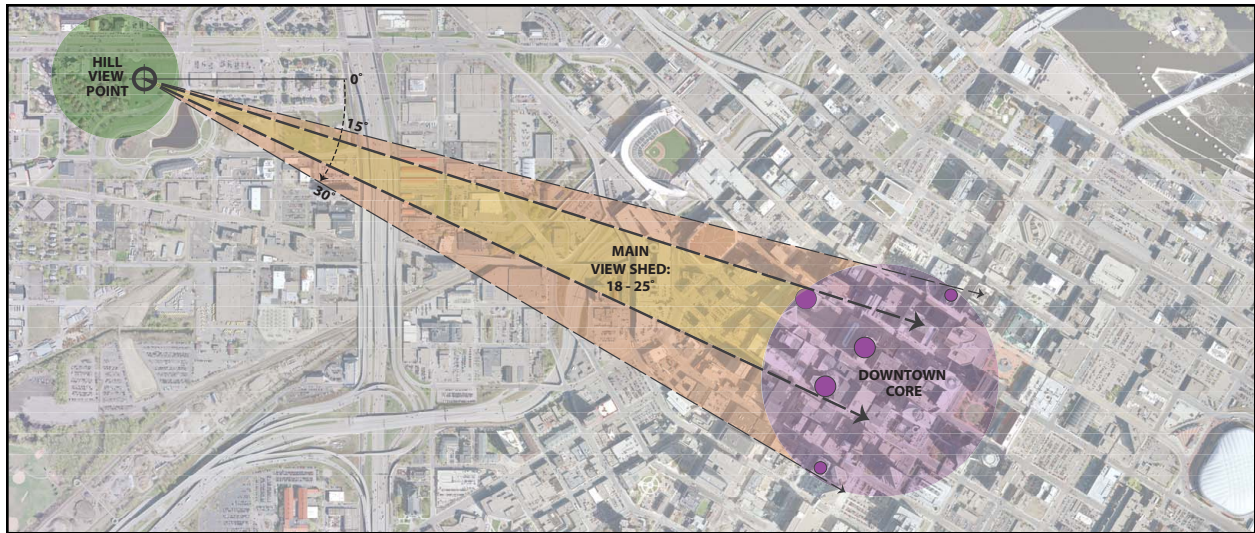 HILL
VIEW
POINT
0°
15°
30°
MAIN
VIEW SHED:
18 - 25°
DOWNTOWN
CORE